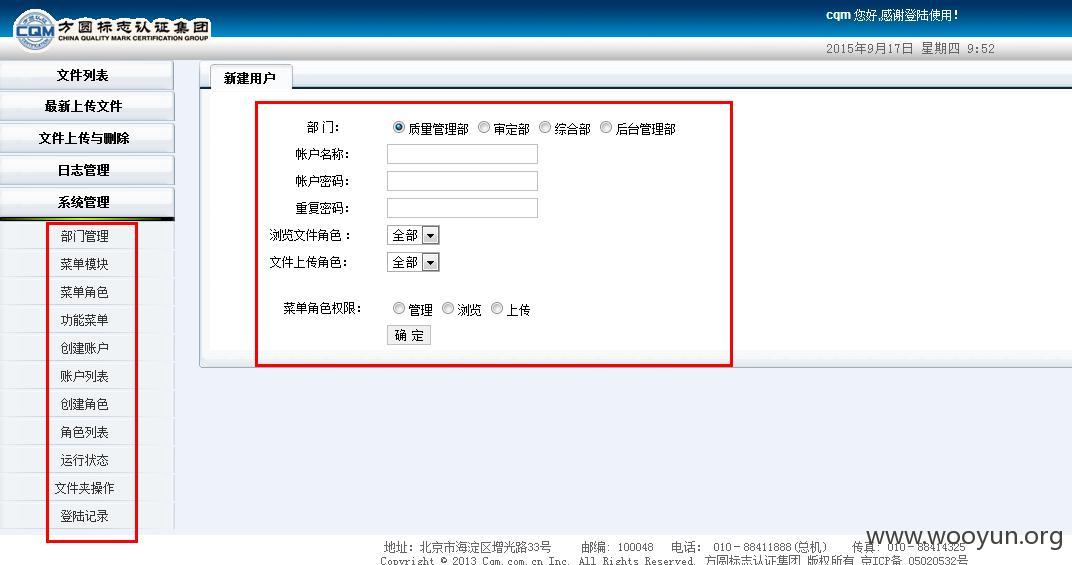 CQM 方圆标志认证集团
CHINA QUALITY MARK CERTIFICATION GROUP
cqm 您好,感谢登陆使用!
2015年9月17日 星期四 9:52
文件列表
最新上传文件
文件上传与删除
日志管理
系统管理
部门管理
菜单模块
菜单角色
功能菜单
创建账户
账户列表
创建角色
角色列表
运行状态
文件夹操作
登陆记录
新建用户
部门: 质量管理部 审定部 综合部 后台管理部
帐户名称:
帐户密码:
重复密码:
浏览文件角色: 全部
文件上传角色: 全部
菜单角色权限: 管理 浏览 上传
确 定
www.wooyun.org
地址: 北京市海淀区增光路33号 邮编: 100048 电话: 010-88411888(总机) 传真: 010-88414325
Copyright © 2013 Cqm.com.cn Inc. All Rights Reserved. 方圆标志认证集团 版权所有 京ICP备 05020532号